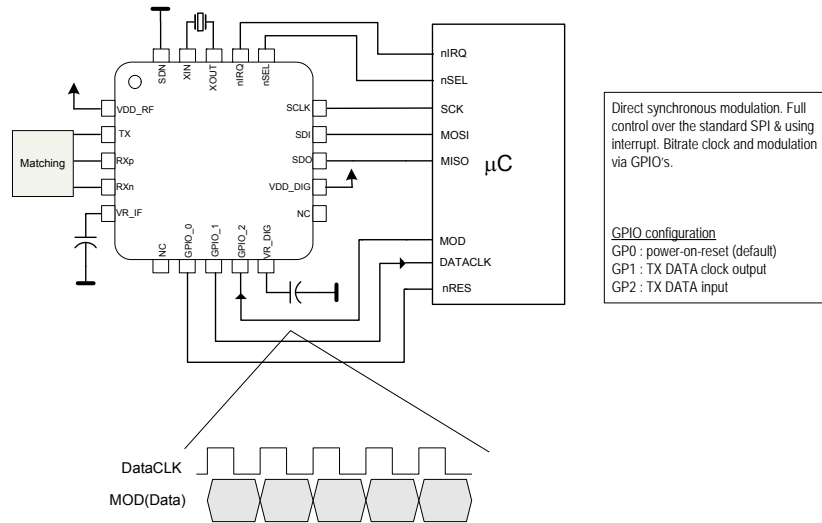 SDN
XIN
XOUT
nIRQ
nSEL
VDD_RF
TX
RXp
RXn
VR_IF
SCLK
SDI
SDO
VDD_DIG
NC
NC
GPIO_0
GPIO_1
GPIO_2
VR_DIG
Matching
nIRQ
nSEL
SCK
MOSI
MISO
μC
MOD
DATACLK
nRES
Direct synchronous modulation. Full
control over the standard SPI & using
interrupt. Bitrate clock and modulation
via GPIO's.
GPIO configuration
GP0 : power-on-reset (default)
GP1 : TX DATA clock output
GP2 : TX DATA input
DataCLK
MOD(Data)